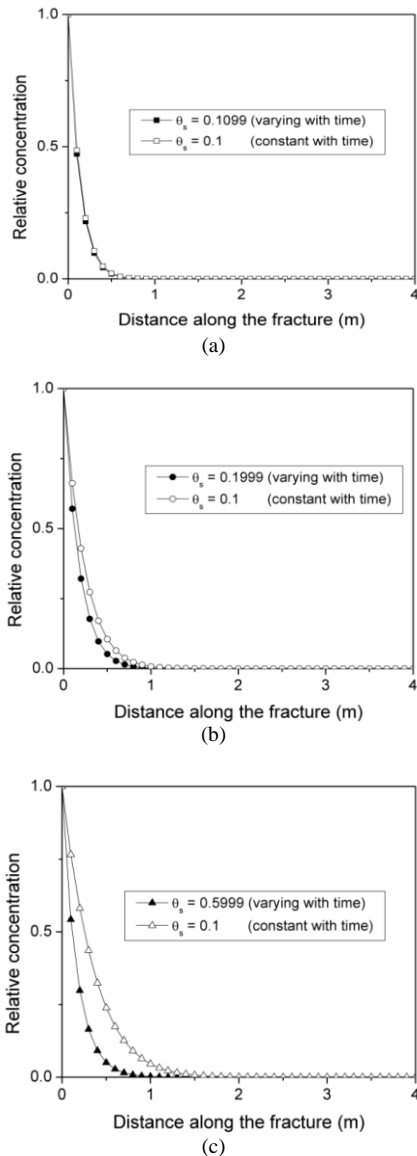 1.0
0.5
0.0
Relative concentration
θs = 0.1099 (varying with time)
θs = 0.1 (constant with time)
0 1 2 3 4
Distance along the fracture (m)
(a)
1.0
0.5
0.0
Relative concentration
θs = 0.1999 (varying with time)
θs = 0.1 (constant with time)
0 1 2 3 4
Distance along the fracture (m)
(b)
1.0
0.5
0.0
Relative concentration
θs = 0.5999 (varying with time)
θs = 0.1 (constant with time)
0 1 2 3 4
Distance along the fracture (m)
(c)